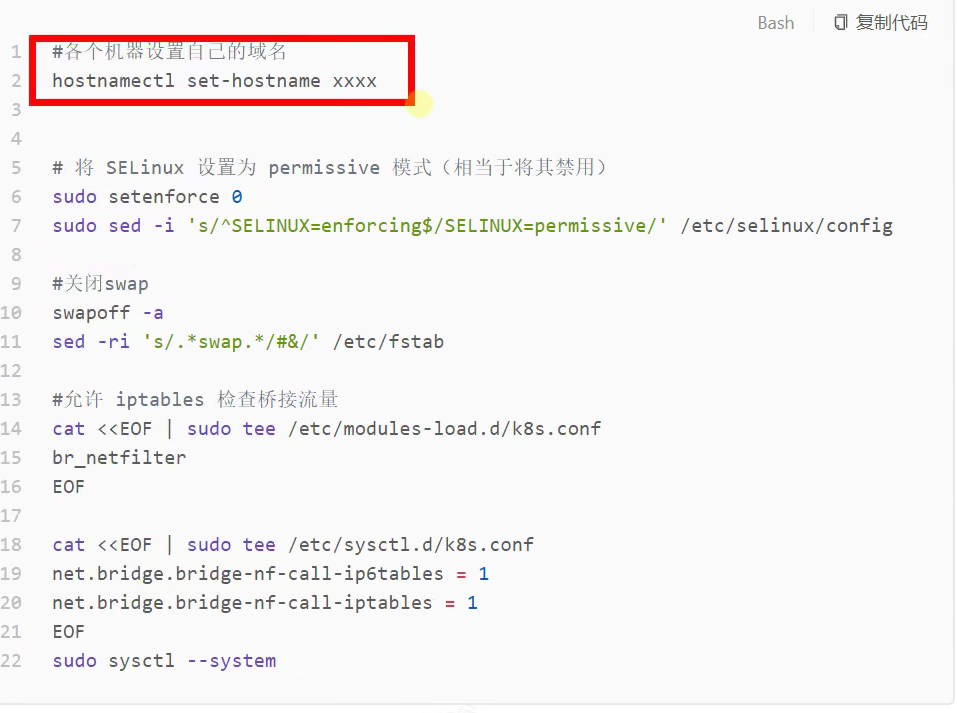 Bash 复制代码
1 #各个机器设置自己的域名
2 hostnamectl set-hostname xxxx
3
4
5 # 将 SELinux 设置为 permissive 模式（相当于将其禁用）
6 sudo setenforce 0
7 sudo sed -i 's/^SELINUX=enforcing$/SELINUX=permissive/' /etc/selinux/config
8
9 #关闭swap
10 swapoff -a
11 sed -ri 's/.*swap.*/#&/' /etc/fstab
12
13 #允许 iptables 检查桥接流量
14 cat <<EOF | sudo tee /etc/modules-load.d/k8s.conf
15 br_netfilter
16 EOF
17
18 cat <<EOF | sudo tee /etc/sysctl.d/k8s.conf
19 net.bridge.bridge-nf-call-ip6tables = 1
20 net.bridge.bridge-nf-call-iptables = 1
21 EOF
22 sudo sysctl --system